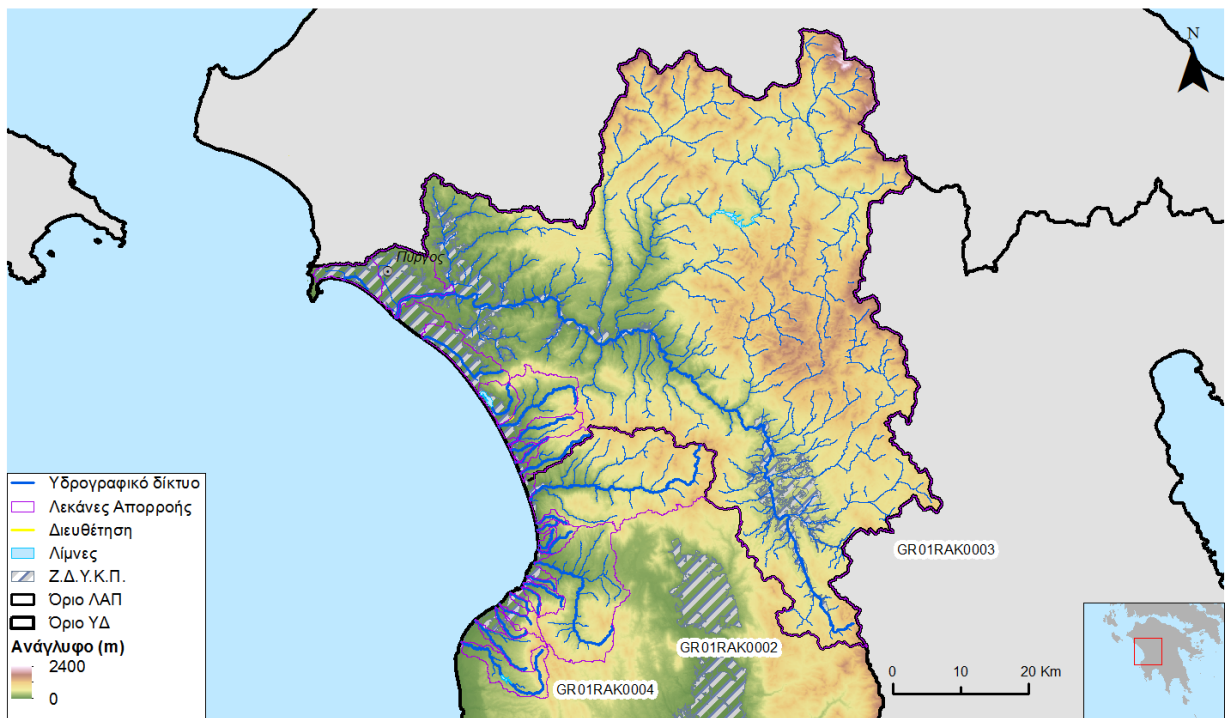 N
Πύργος
Υδρογραφικό δίκτυο
Λεκάνες Απορροής
Διευθέτηση
Λίμνες
Ζ.Δ.Υ.Κ.Π.
Όριο ΛΑΠ
Όριο ΥΔ
Ανάγλυφο (m)
2400
0
GR01RAK0003
GR01RAK0002
GR01RAK0004
0 10 20 Km